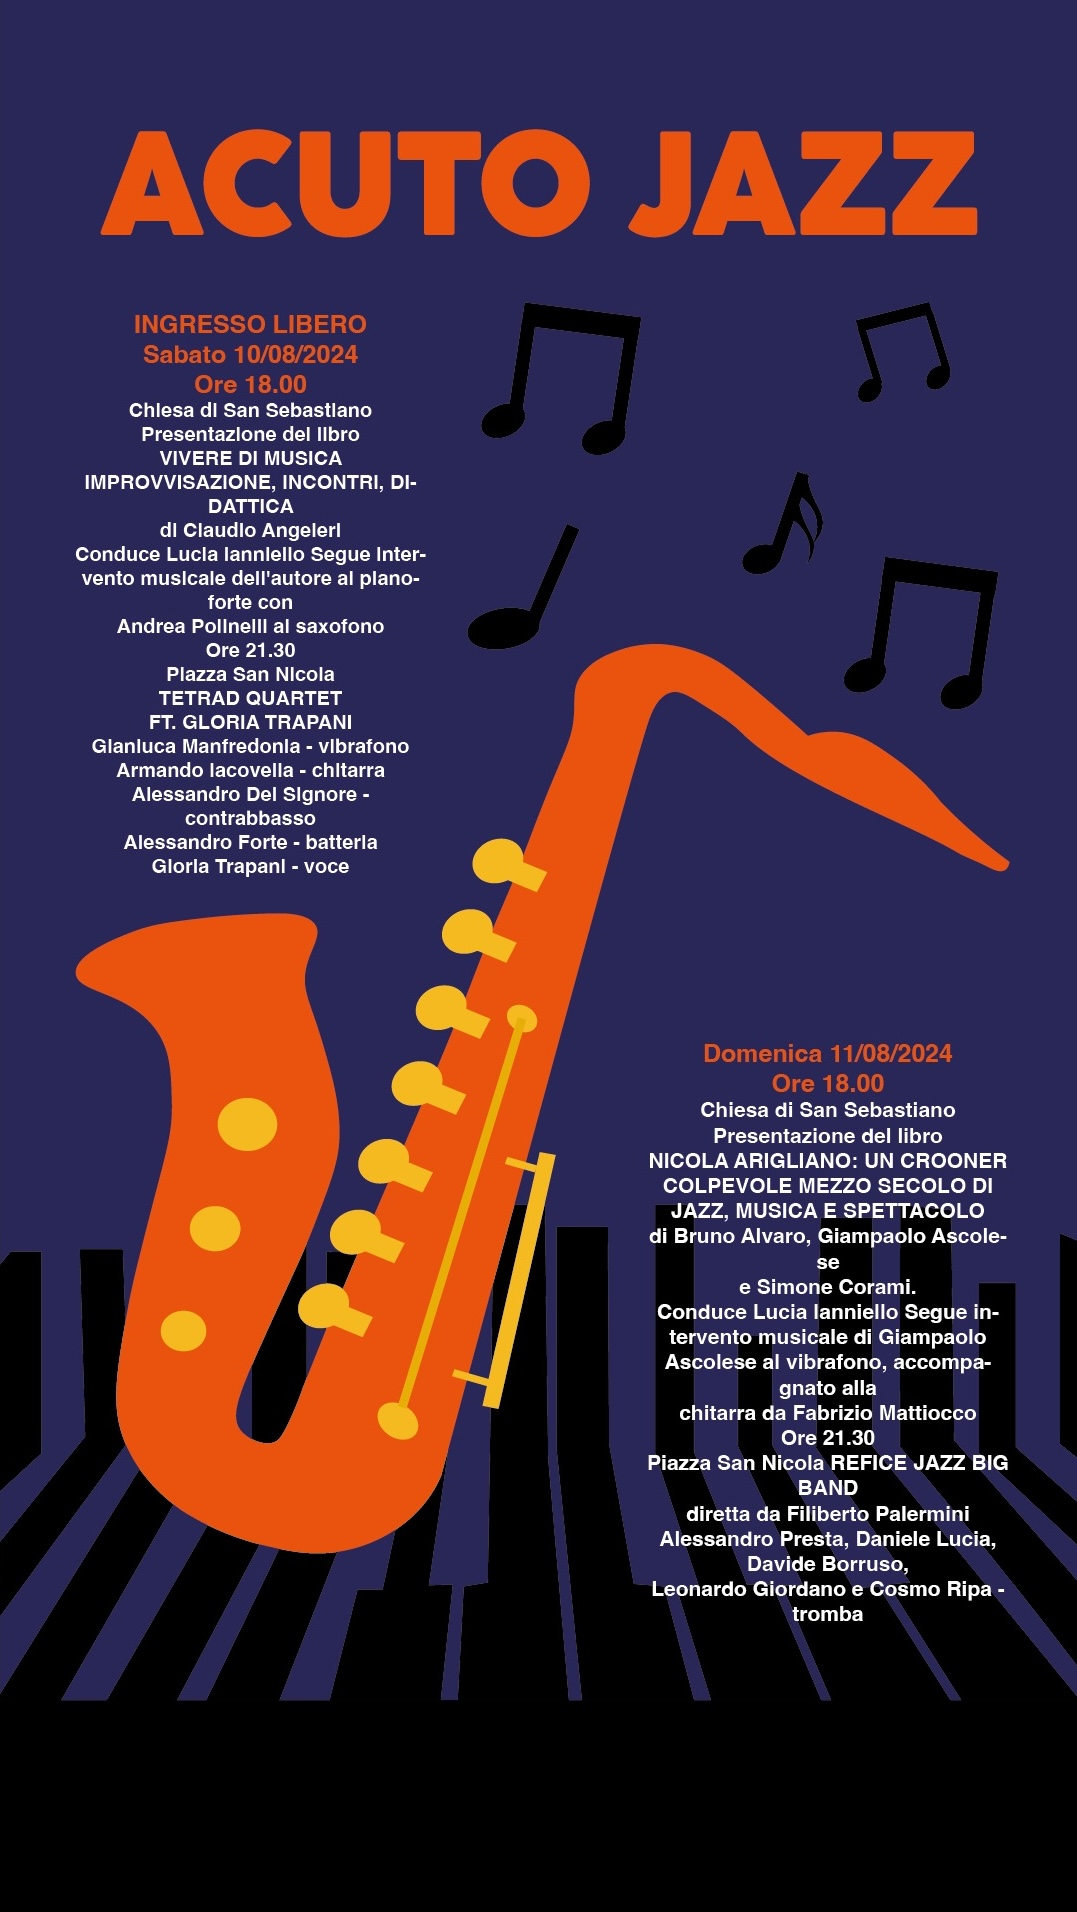 ACUTO JAZZ
INGRESSO LIBERO
Sabato 10/08/2024
Ore 18.00
Chiesa di San Sebastiano
Presentazione del libro
VIVERE DI MUSICA
IMPROVVISAZIONE, INCONTRI, DI-
DATTICA
di Claudio Angeleri
Conduce Lucia Ianniello Segue inter-
vento musicale dell'autore al piano-
forte con
Andrea Polinelli al saxofono
Ore 21.30
Piazza San Nicola
TETRAD QUARTET
FT. GLORIA TRAPANI
Gianluca Manfredonia - vibrafono
Armando Iacovella - chitarra
Alessandro Del Signore -
contrabbasso
Alessandro Forte - batteria
Gloria Trapani - voce
Domenica 11/08/2024
Ore 18.00
Chiesa di San Sebastiano
Presentazione del libro
NICOLA ARIGLIANO: UN CROONER
COLPEVOLE MEZZO SECOLO DI
JAZZ, MUSICA E SPETTACOLO
di Bruno Alvaro, Giampaolo Ascole-
se
e Simone Corami.
Conduce Lucia Ianniello Segue in-
tervento musicale di Giampaolo
Ascolese al vibrafono, accompa-
gnato alla
chitarra da Fabrizio Mattiocco
Ore 21.30
Piazza San Nicola REFICE JAZZ BIG
BAND
diretta da Filiberto Palermini
Alessandro Presta, Daniele Lucia,
Davide Borruso,
Leonardo Giordano e Cosmo Ripa -
tromba